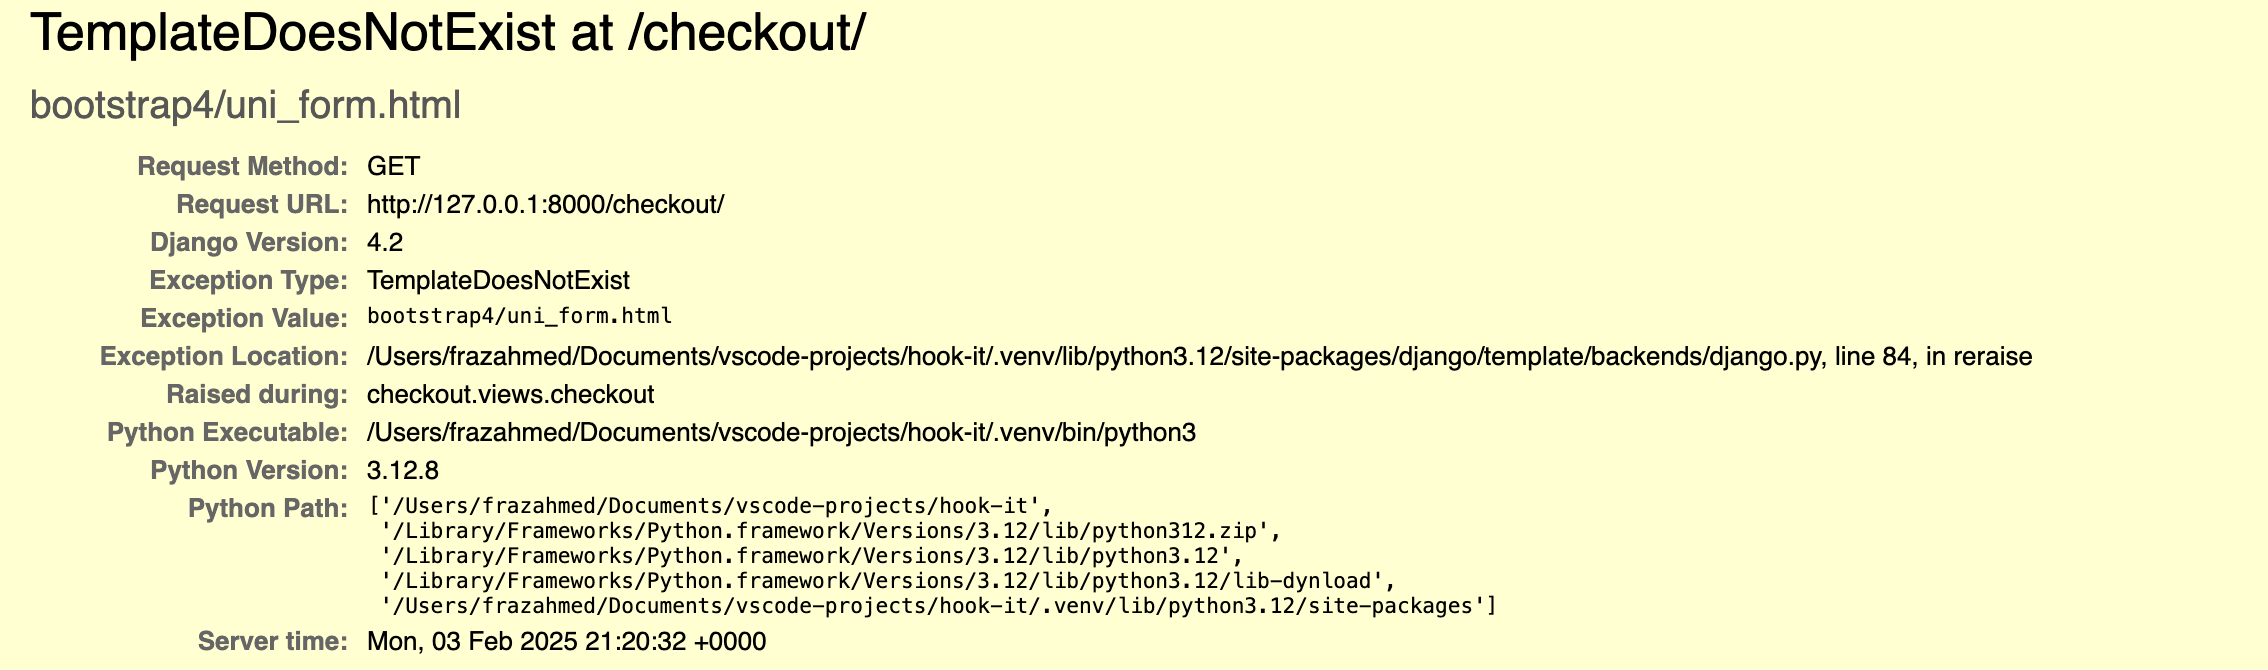 TemplateDoesNotExist at /checkout/
bootstrap4/uni_form.html
Request Method: GET
Request URL: http://127.0.0.1:8000/checkout/
Django Version: 4.2
Exception Type: TemplateDoesNotExist
Exception Value: bootstrap4/uni_form.html
Exception Location: /Users/frazahmed/Documents/vscode-projects/hook-it/.venv/lib/python3.12/site-packages/django/template/backends/django.py, line 84, in reraise
Raised during: checkout.views.checkout
Python Executable: /Users/frazahmed/Documents/vscode-projects/hook-it/.venv/bin/python3
Python Version: 3.12.8
Python Path: ['/Users/frazahmed/Documents/vscode-projects/hook-it',
'/Library/Frameworks/Python.framework/Versions/3.12/lib/python312.zip',
'/Library/Frameworks/Python.framework/Versions/3.12/lib/python3.12',
'/Library/Frameworks/Python.framework/Versions/3.12/lib/python3.12/lib-dynload',
'/Users/frazahmed/Documents/vscode-projects/hook-it/.venv/lib/python3.12/site-packages']
Server time: Mon, 03 Feb 2025 21:20:32 +0000